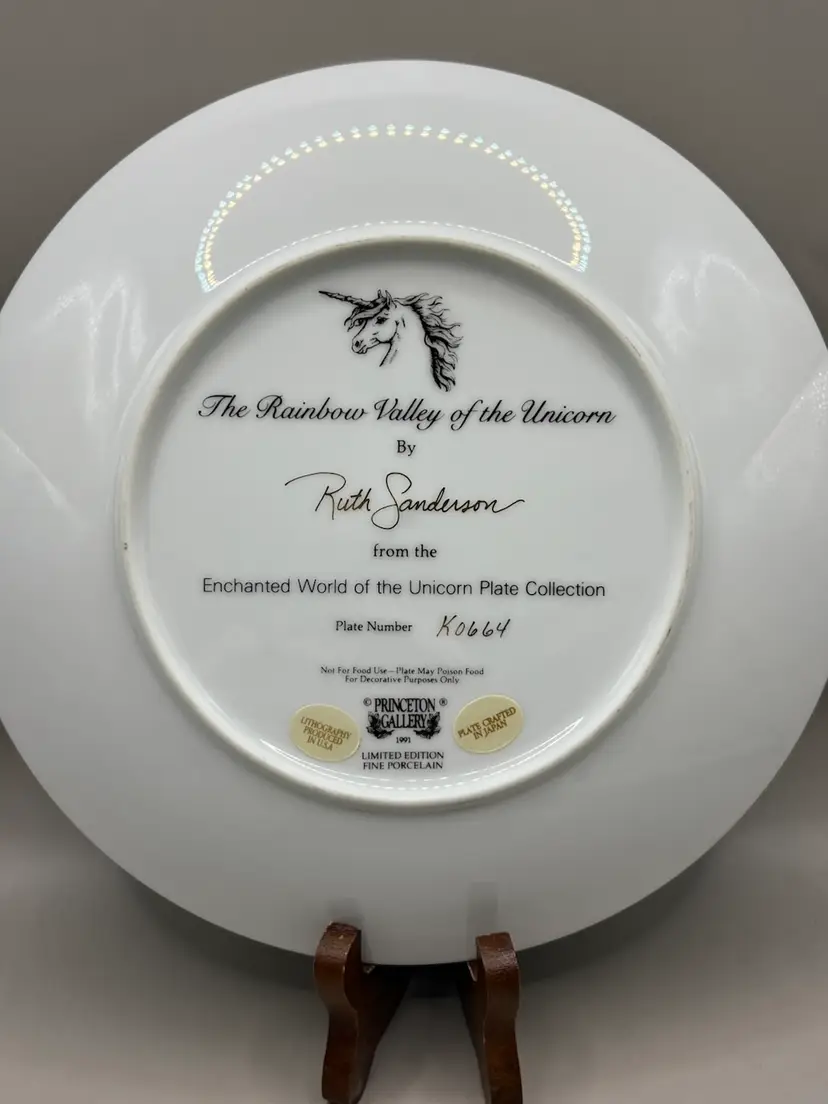 The Rainbow Valley of the Unicorn
By
Ruth Sanderson
from the
Enchanted World of the Unicorn Plate Collection
Plate Number K0664
Not For Food Use—Plate May Poison Food
For Decorative Purposes Only
© PRINCETON ®
GALLERY
1991
LIMITED EDITION
FINE PORCELAIN
LITHOGRAPHY
PRODUCED
IN U.S.A
PLATE CRAFTED
IN JAPAN